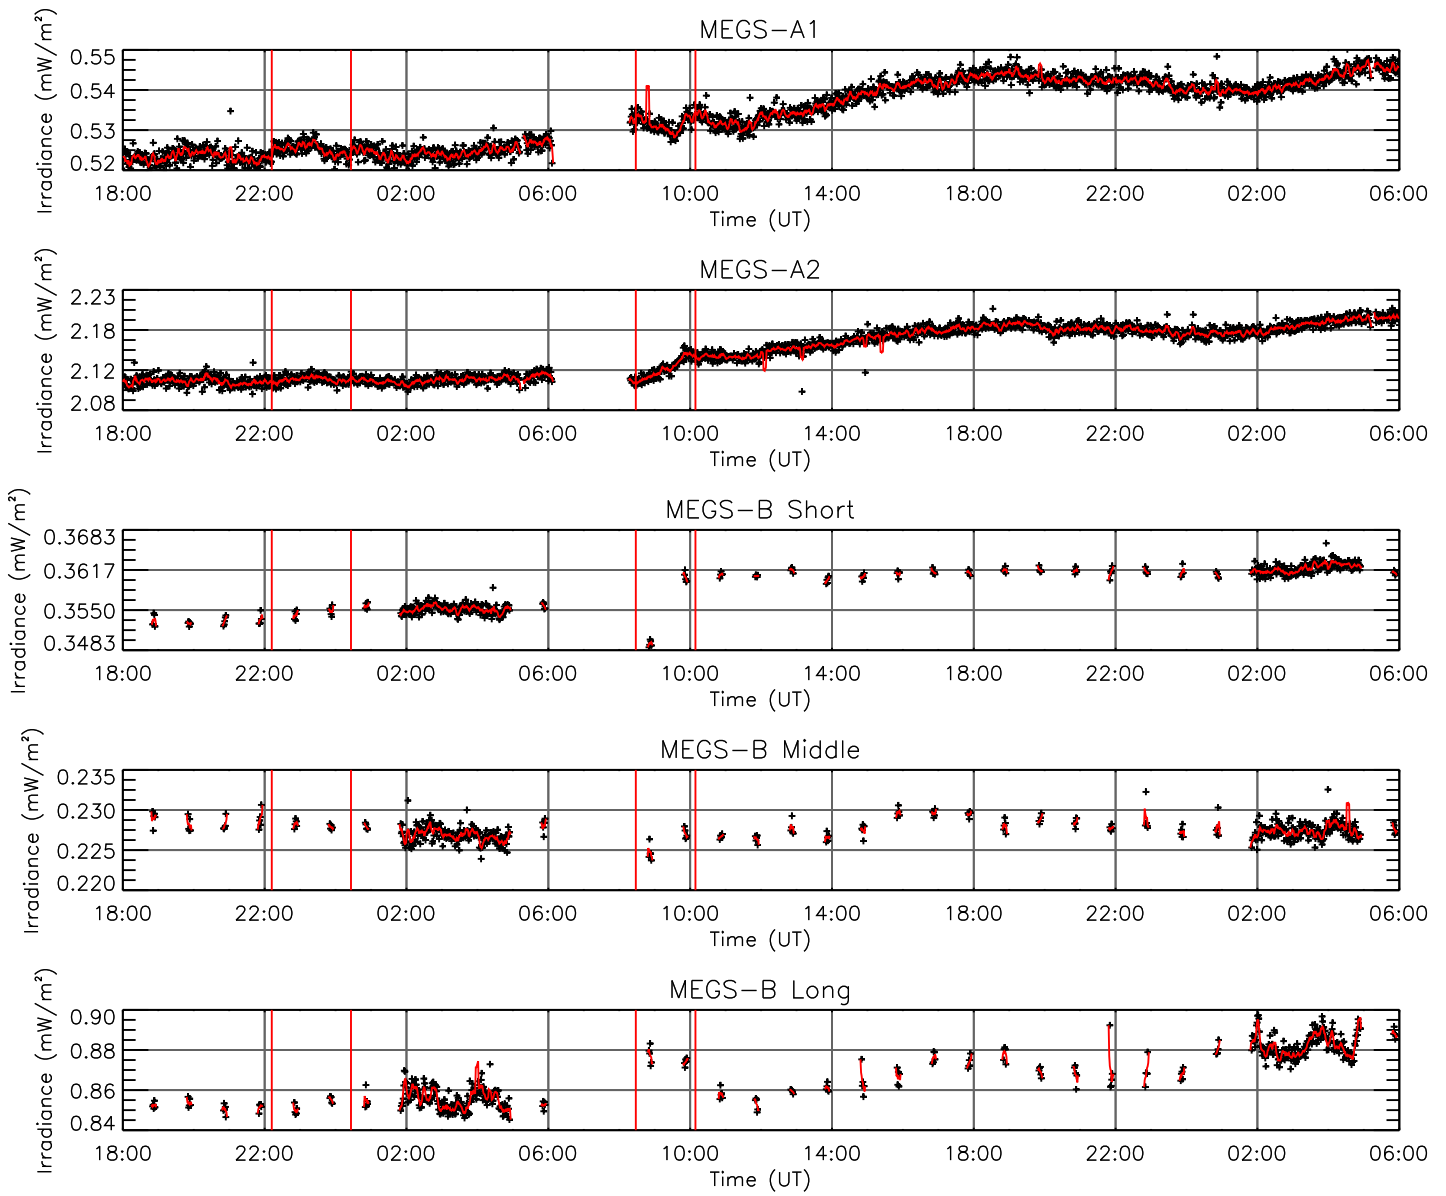 MEGS-A1
Irradiance (mW/m²)
0.55
0.54
0.53
0.52
18:00 22:00 02:00 06:00 10:00 14:00 18:00 22:00 02:00 06:00
Time (UT)
MEGS-A2
Irradiance (mW/m²)
2.23
2.18
2.12
2.08
18:00 22:00 02:00 06:00 10:00 14:00 18:00 22:00 02:00 06:00
Time (UT)
MEGS-B Short
Irradiance (mW/m²)
0.3683
0.3617
0.3550
0.3483
18:00 22:00 02:00 06:00 10:00 14:00 18:00 22:00 02:00 06:00
Time (UT)
MEGS-B Middle
Irradiance (mW/m²)
0.235
0.230
0.225
0.220
18:00 22:00 02:00 06:00 10:00 14:00 18:00 22:00 02:00 06:00
Time (UT)
MEGS-B Long
Irradiance (mW/m²)
0.90
0.88
0.86
0.84
18:00 22:00 02:00 06:00 10:00 14:00 18:00 22:00 02:00 06:00
Time (UT)